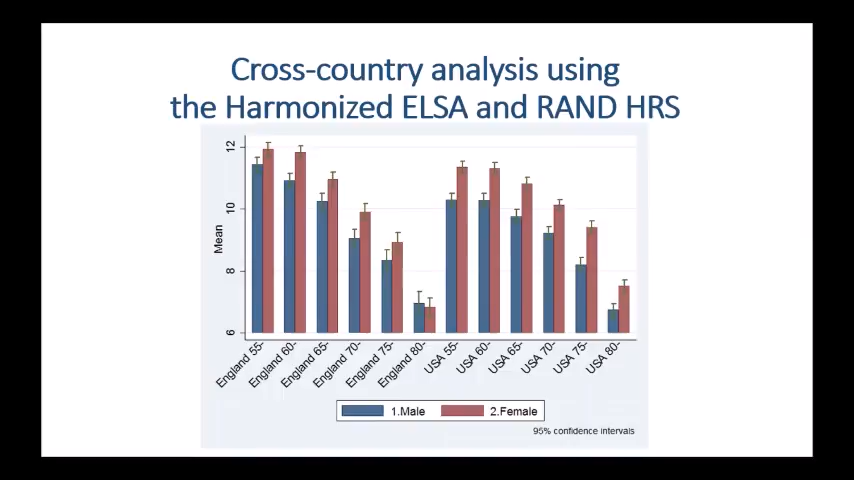 Cross-country analysis using
the Harmonized ELSA and RAND HRS
12
10
8
6
Mean
England 55-
England 60-
England 65-
England 70-
England 75-
England 80-
USA 55-
USA 60-
USA 65-
USA 70-
USA 75-
USA 80-
1.Male
2.Female
95% confidence intervals